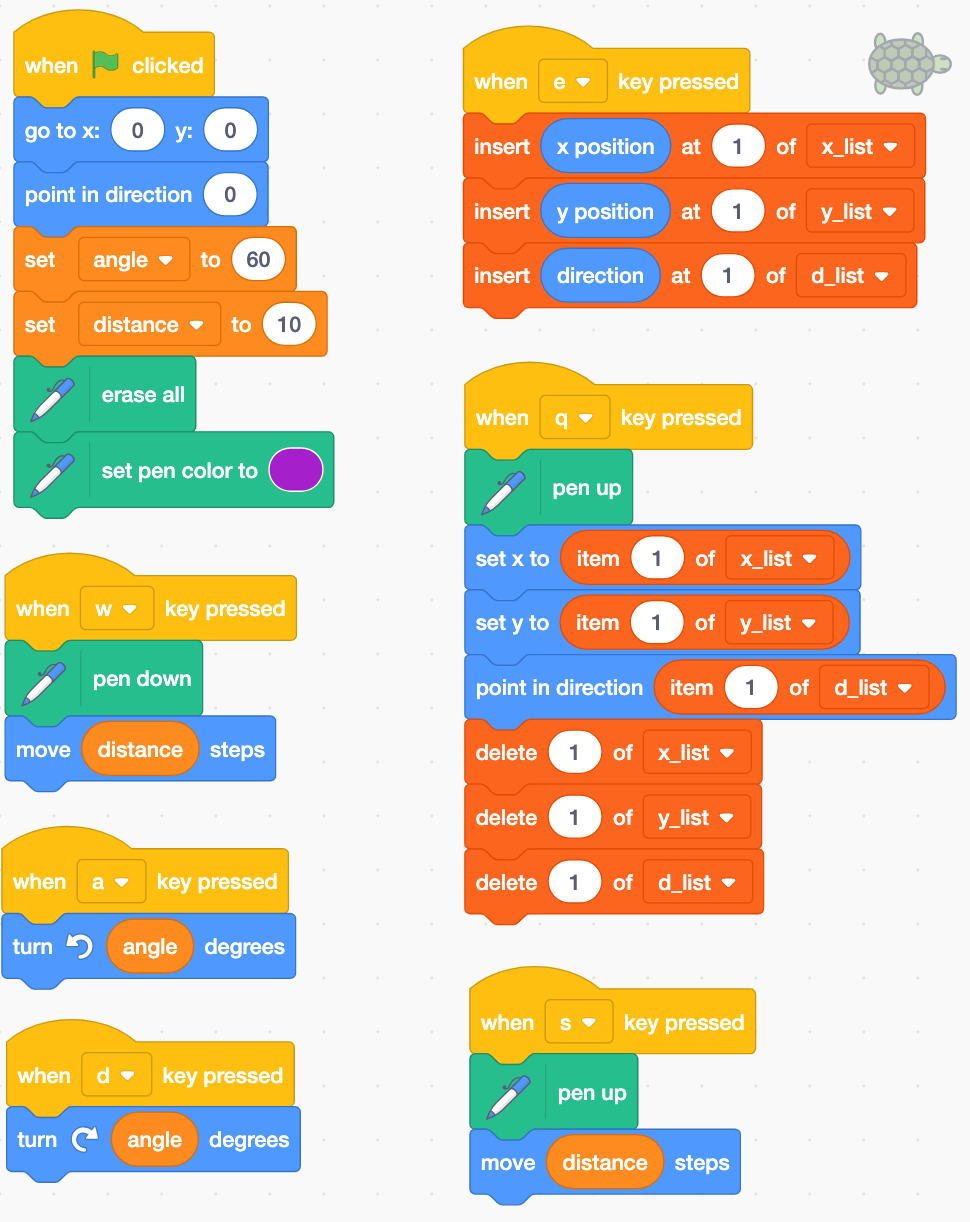 when clicked
go to x: 0 y: 0
point in direction 0
set angle to 60
set distance to 10
erase all
set pen color to
when w key pressed
pen down
move distance steps
when a key pressed
turn angle degrees
when d key pressed
turn angle degrees
when e key pressed
insert x position at 1 of x_list
insert y position at 1 of y_list
insert direction at 1 of d_list
when q key pressed
pen up
set x to item 1 of x_list
set y to item 1 of y_list
point in direction item 1 of d_list
delete 1 of x_list
delete 1 of y_list
delete 1 of d_list
when s key pressed
pen up
move distance steps